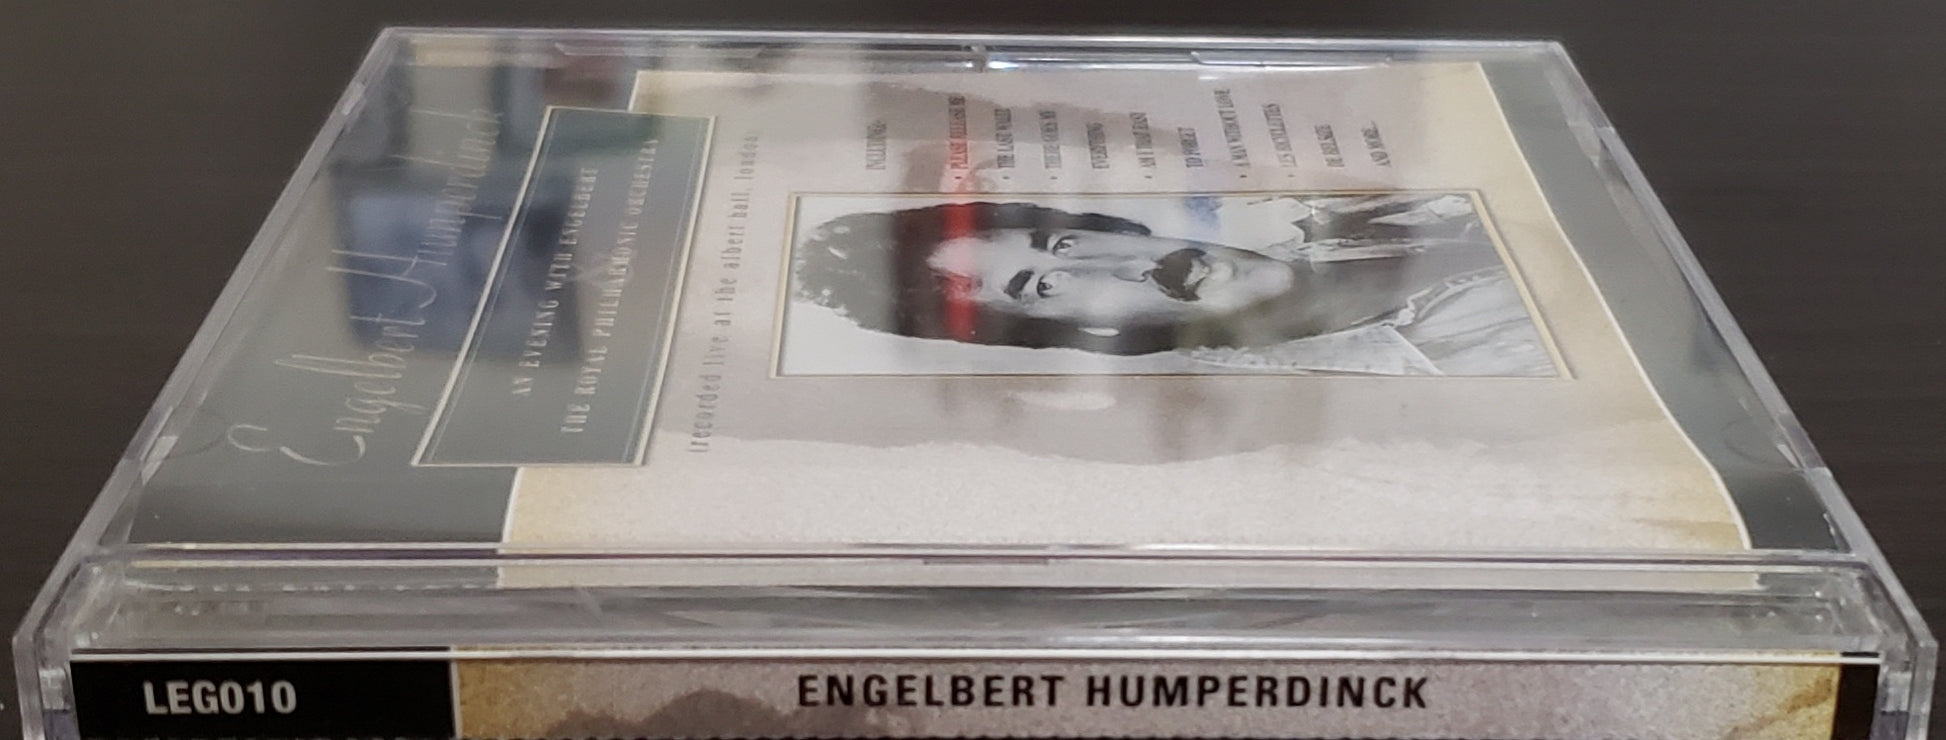 Engelbert Humperdinck
AN EVENING WITH ENGELBERT
&
THE ROYAL PHILHARMONIC ORCHESTRA
(recorded live at the albert hall, london)
INCLUDING:
• PLEASE RELEASE ME
• THE LAST WALTZ
• THERE GOES MY
EVERYTHING
• AM I THAT EASY
TO FORGET
• A MAN WITHOUT LOVE
• LES BICYCLETTES
DE BELSIZE
AND MORE...
LEG010
ENGELBERT HUMPERDINCK